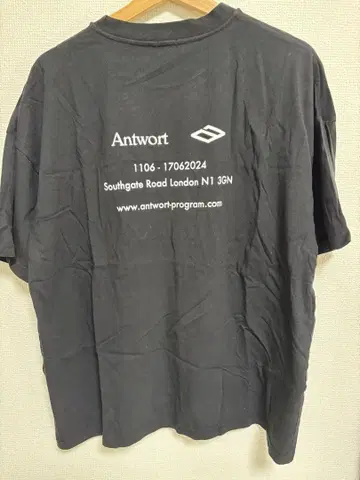 Antwort
1106 - 17062024
Southgate Road London N1 3GN
www.antwort-program.com